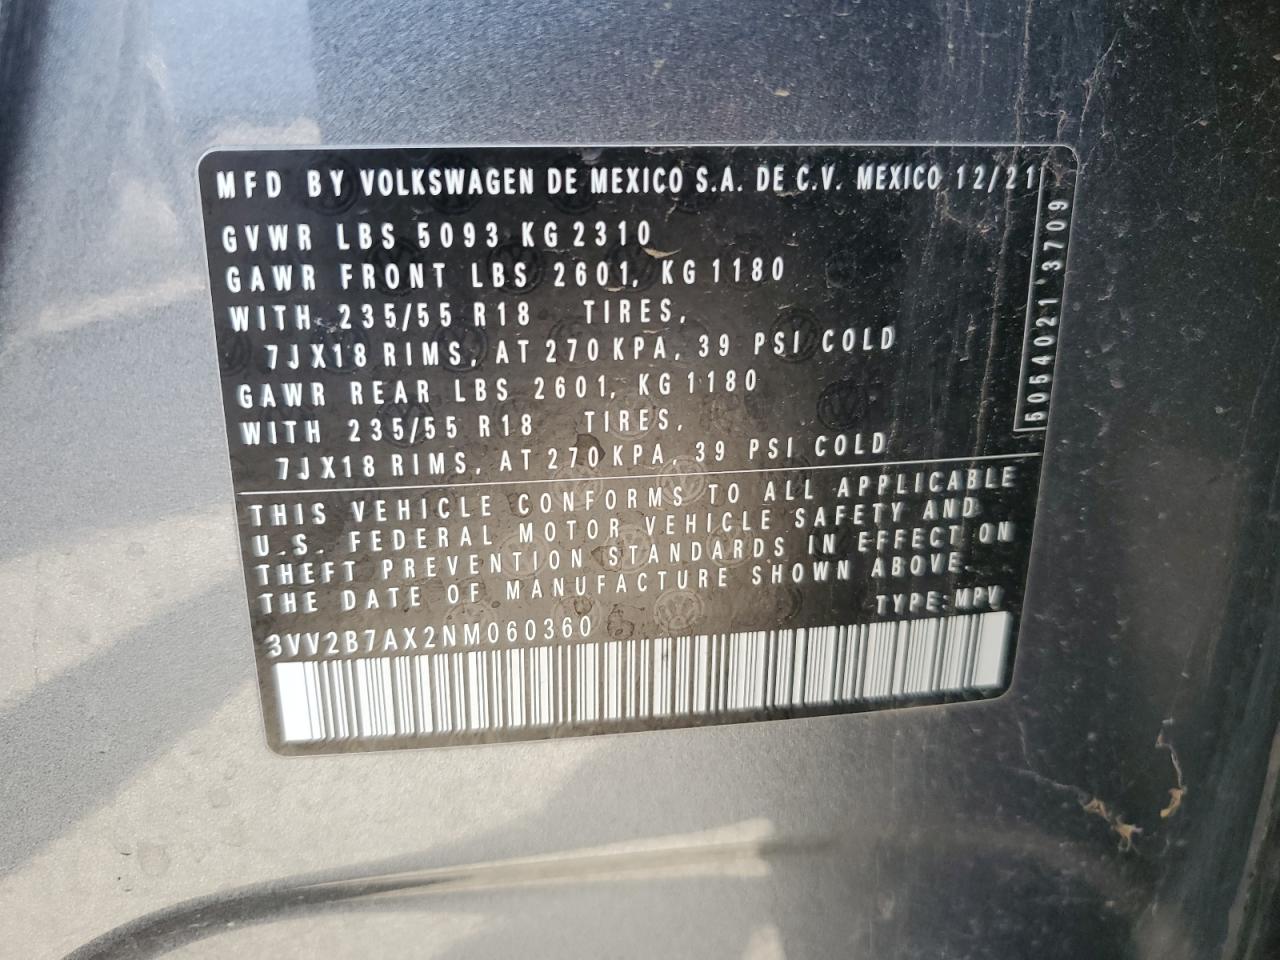 MFD BY VOLKSWAGEN DE MEXICO S.A. DE C.V. MEXICO 12/21
GVWR LBS 5093 KG 2310
GAWR FRONT LBS 2601, KG 1180
WITH 235/55 R18 TIRES,
7JX18 RIMS, AT 270 KPA, 39 PSI COLD
GAWR REAR LBS 2601, KG 1180
WITH 235/55 R18 TIRES,
7JX18 RIMS, AT 270 KPA, 39 PSI COLD
5054021*3709
THIS VEHICLE CONFORMS TO ALL APPLICABLE
U.S. FEDERAL MOTOR VEHICLE SAFETY AND
THEFT PREVENTION STANDARDS IN EFFECT ON
THE DATE OF MANUFACTURE SHOWN ABOVE.
TYPE: MPV
3VV2B7AX2NM060360